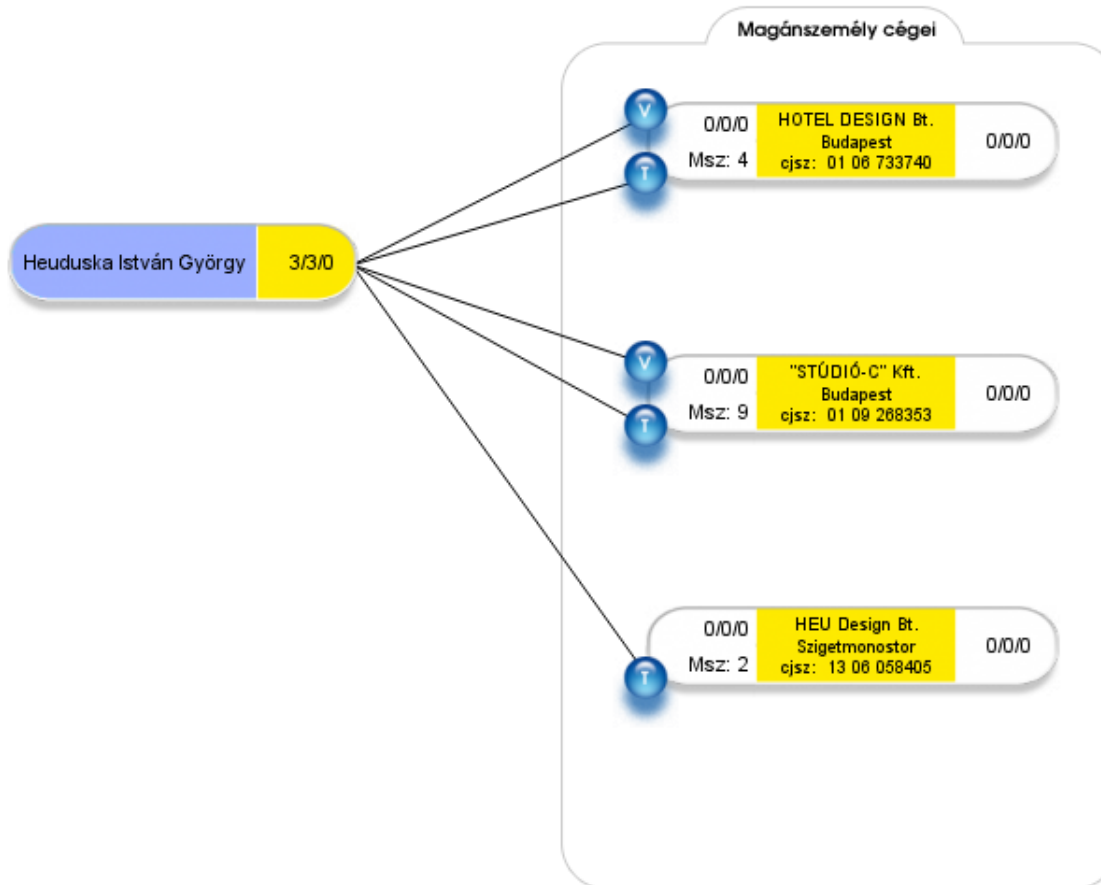 Magánszemély cégei
V
0/0/0
Msz: 4
T
HOTEL DESIGN Bt.
Budapest
cjsz: 01 06 733740
0/0/0
Heuduska István György
3/3/0
V
0/0/0
Msz: 9
T
"STÚDIÓ-C" Kft.
Budapest
cjsz: 01 09 268353
0/0/0
0/0/0
Msz: 2
T
HEU Design Bt.
Szigetmonostor
cjsz: 13 06 058405
0/0/0